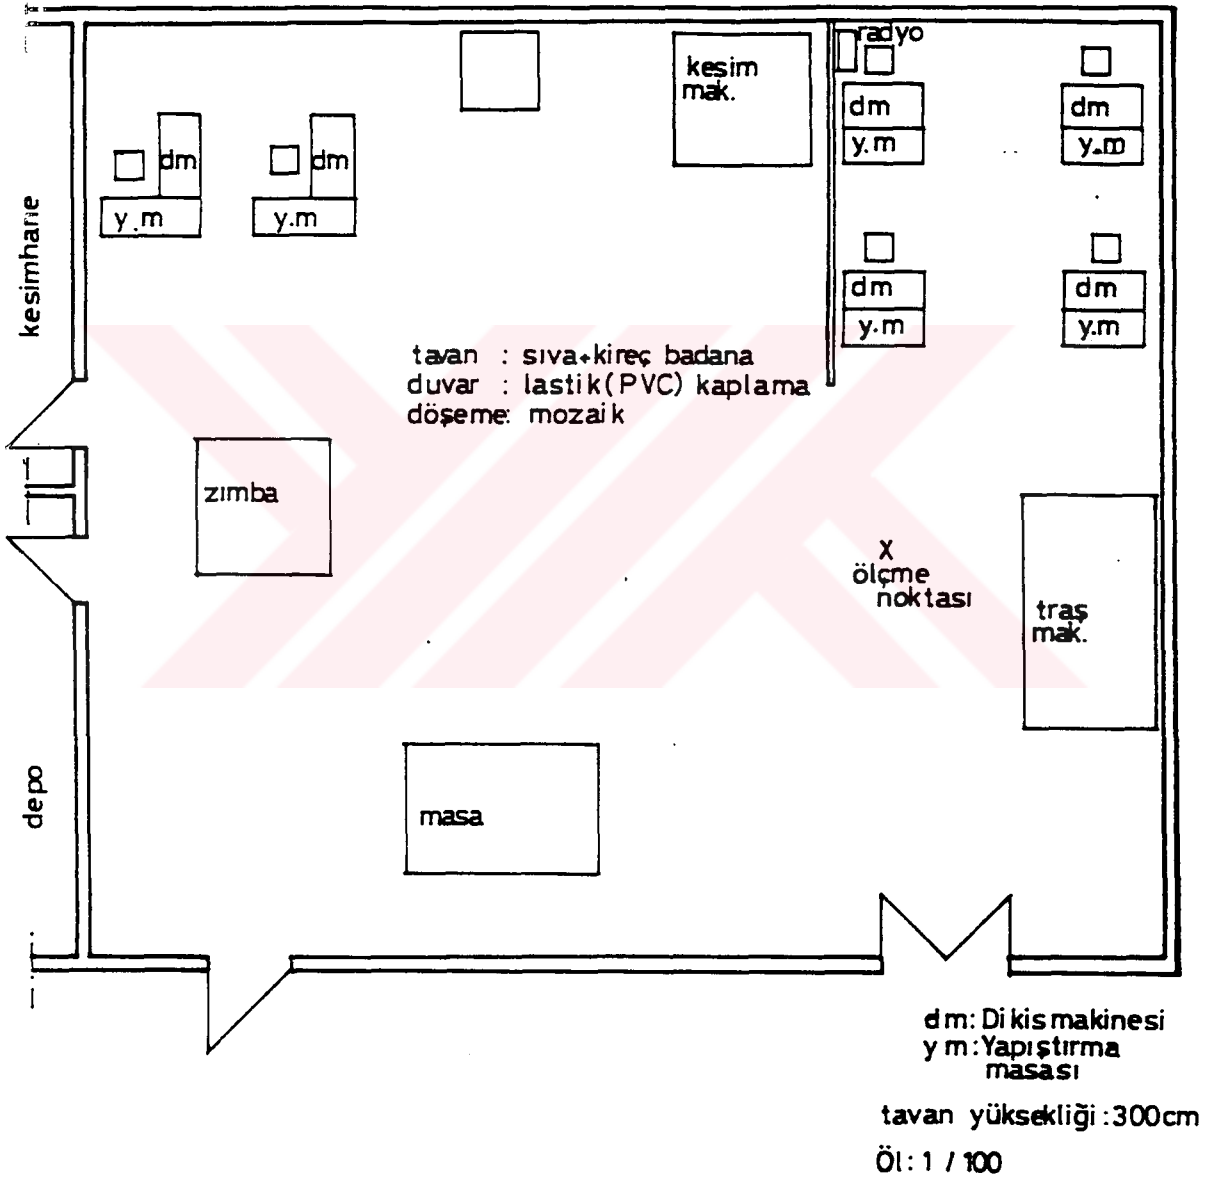 radyo
kesim
mak.
dm
y.m
dm
y.m
dm
y.m
dm
y.m
dm
y.m
dm
y.m
kesimhane
tavan : sıva+kireç badana
duvar : lastik(PVC) kaplama
döşeme: mozaik
zımba
X
ölçme
noktası
traş
mak.
masa
depo
dm: Dikis makinesi
ym: Yapıştırma
masası
tavan yüksekliği: 300cm
Öl: 1 / 100